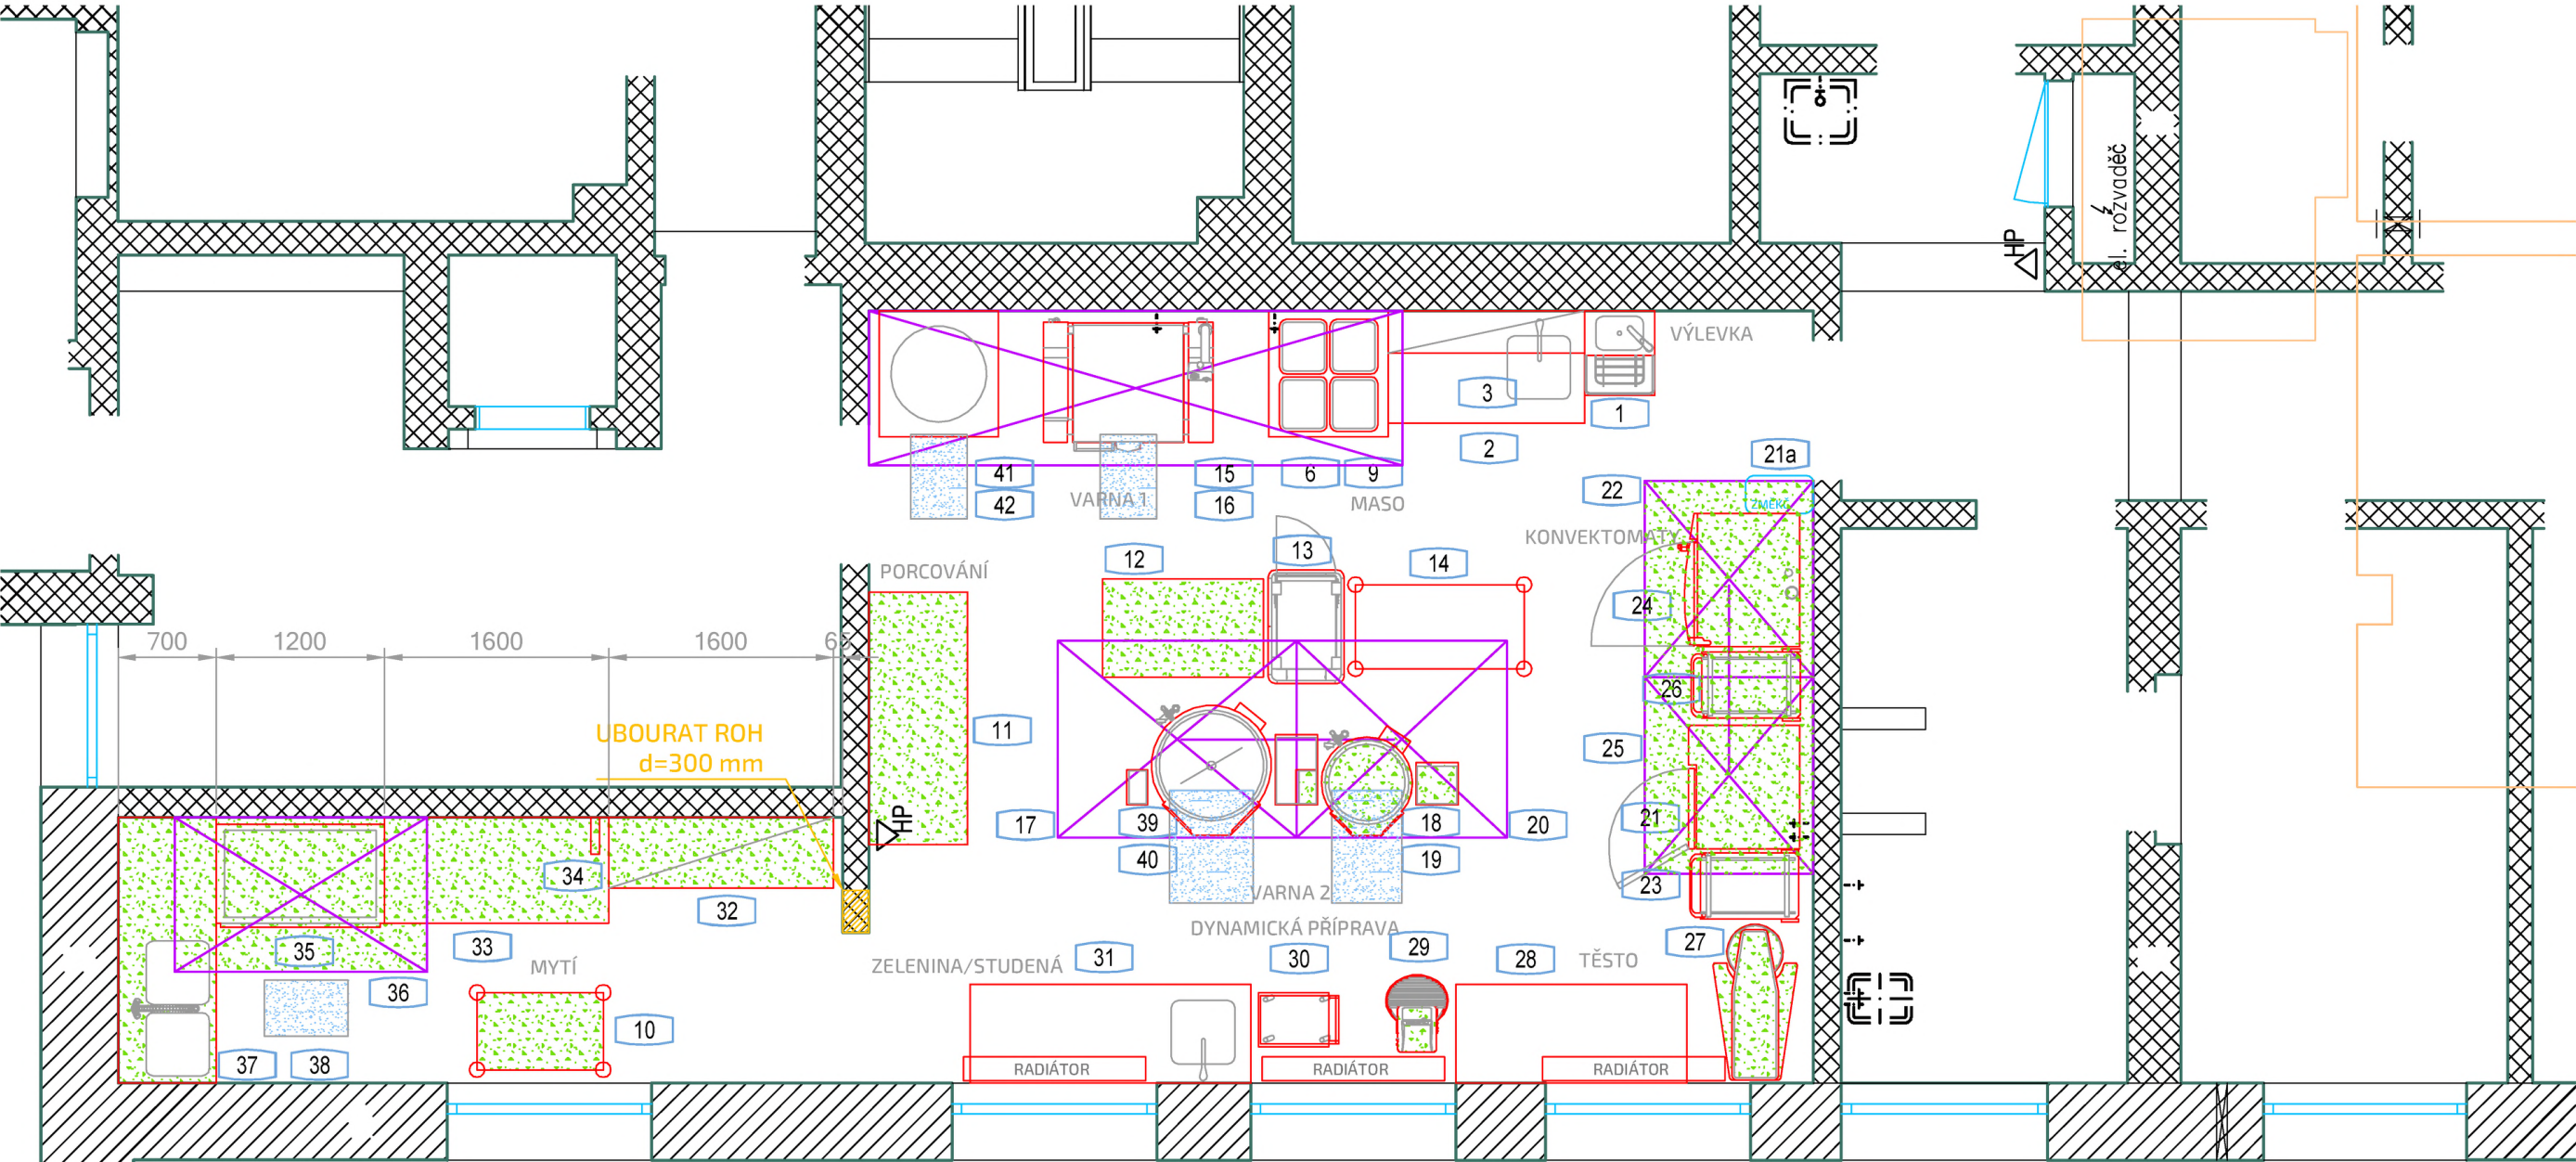 el. rozvaděč
HP
VÝLEVKA
3
1
2
21a
41
15
6
9
22
ZMĚKČ
42
VARNA 1
16
MASO
KONVEKTOMATY
12
13
14
PORCOVÁNÍ
24
700
1200
1600
1600
65
26
11
UBOURAT ROH
d=300 mm
25
HP
17
39
18
20
21
40
19
34
23
VARNA 2
32
DYNAMICKÁ PŘÍPRAVA
35
33
27
29
31
30
28
TĚSTO
MYTÍ
ZELENINA/STUDENÁ
36
10
37
38
RADIÁTOR
RADIÁTOR
RADIÁTOR